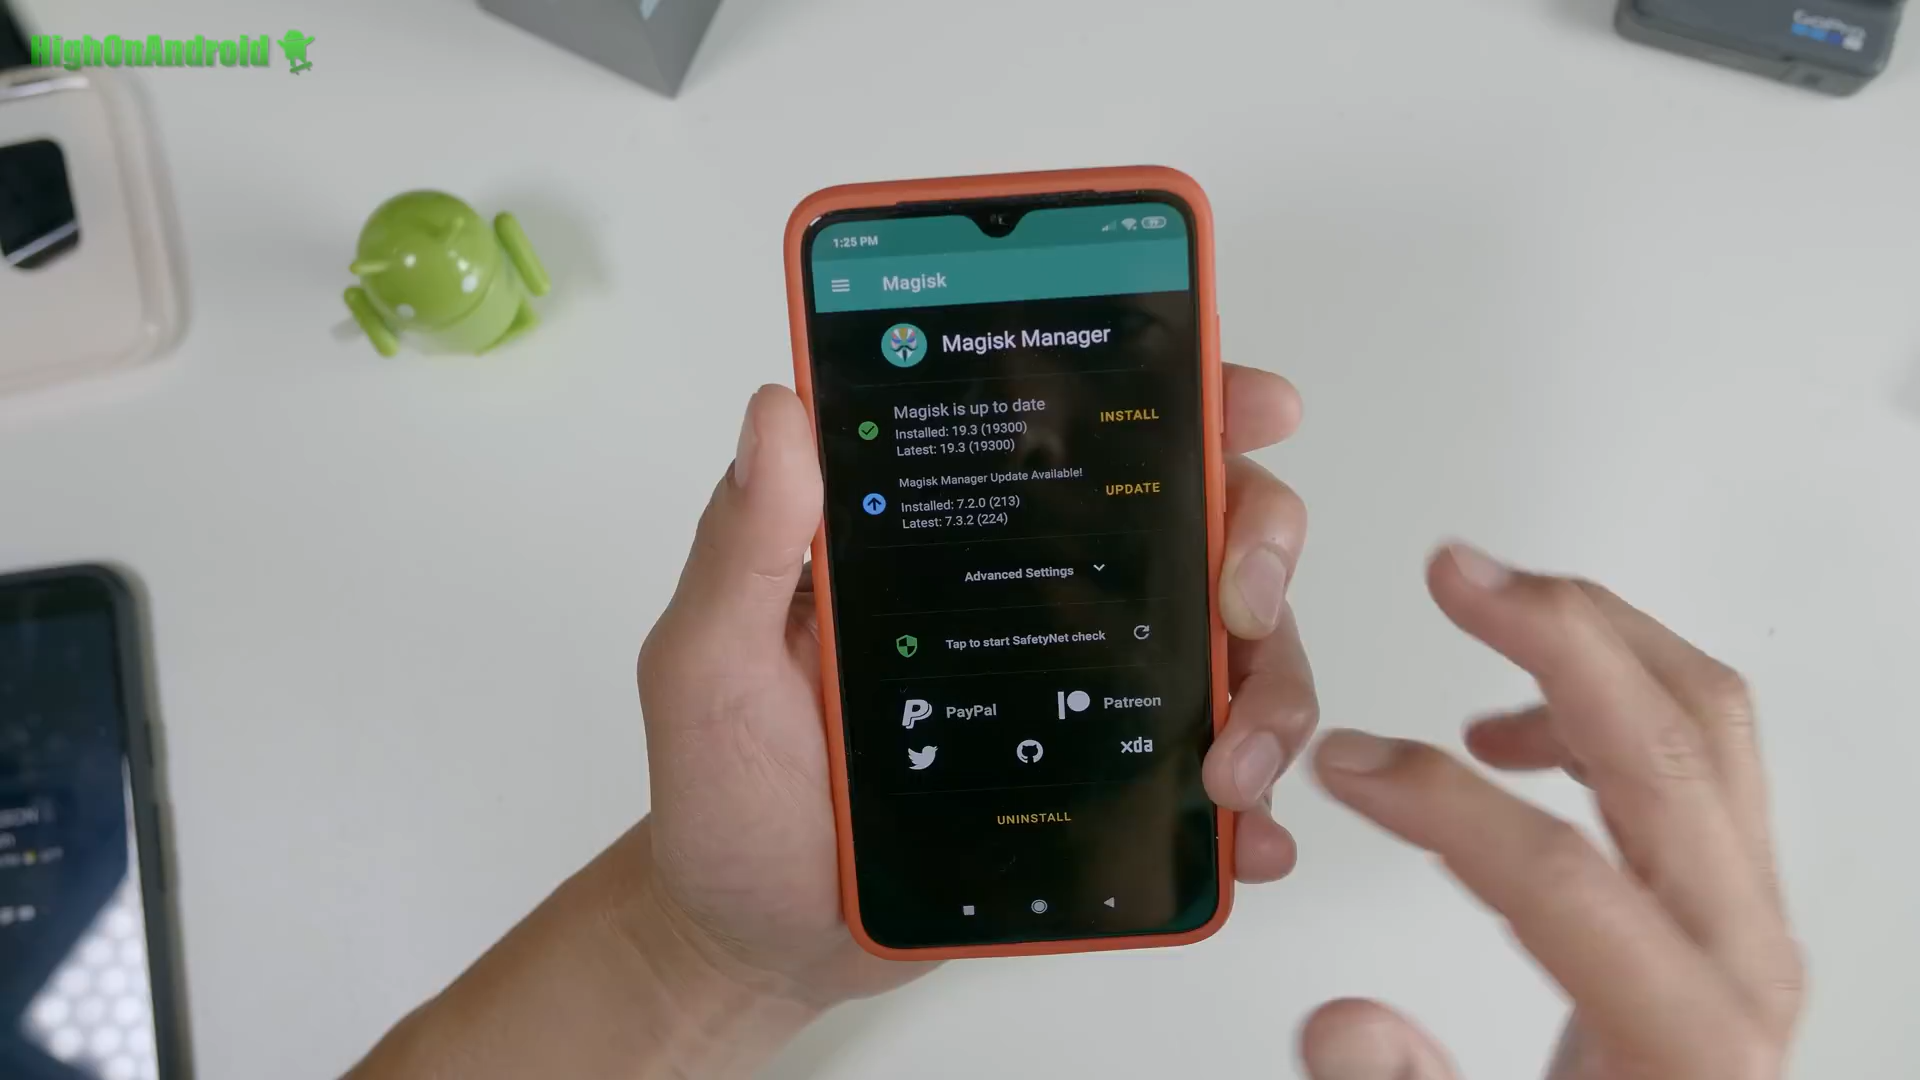 HighOnAndroid
GoPro
1:25 PM
Magisk
Magisk Manager
Magisk is up to date
Installed: 19.3 (19300)
Latest: 19.3 (19300)
INSTALL
Magisk Manager Update Available!
Installed: 7.2.0 (213)
Latest: 7.3.2 (224)
UPDATE
Advanced Settings
Tap to start SafetyNet check
PayPal
Patreon
xda
UNINSTALL